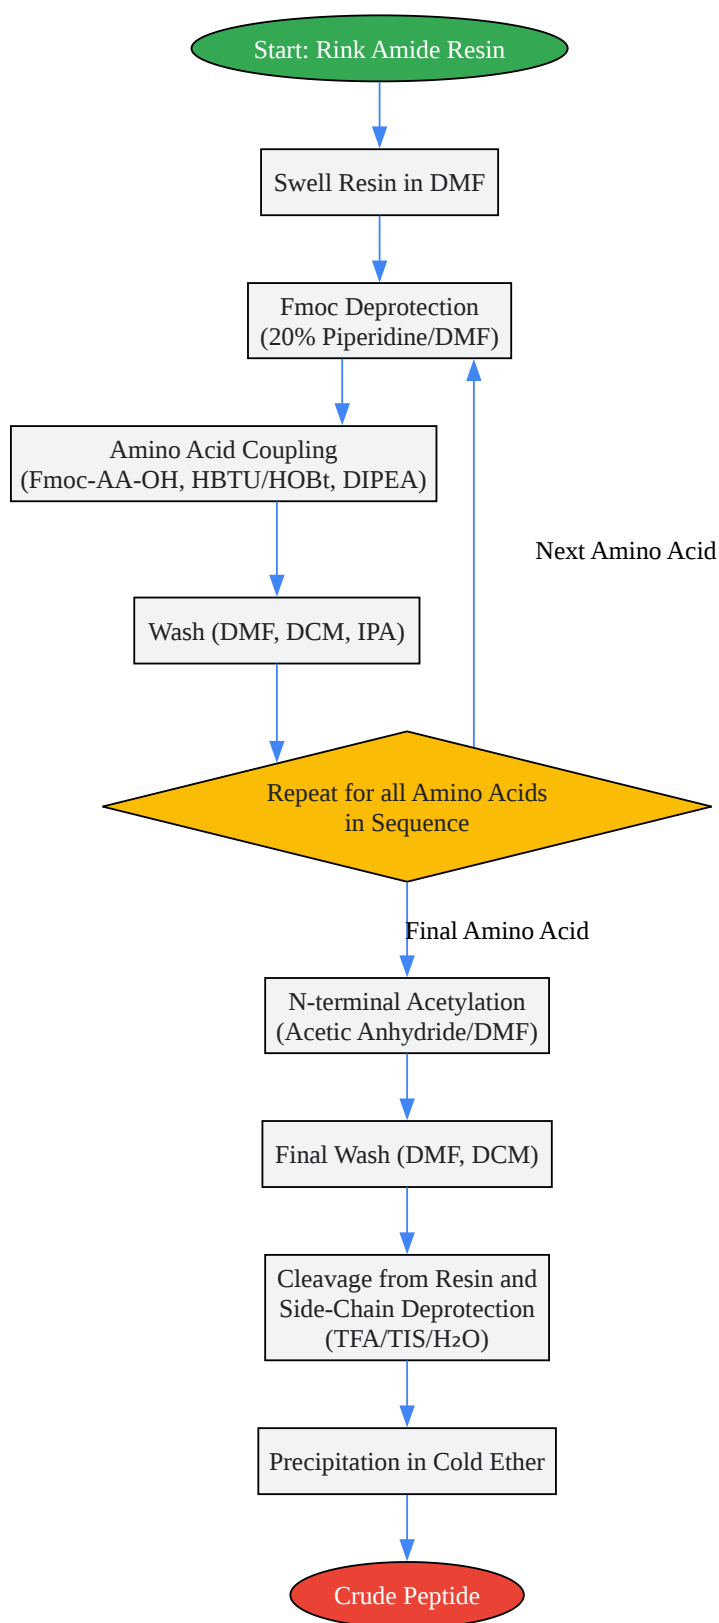 Start: Rink Amide Resin
Swell Resin in DMF
Fmoc Deprotection
(20% Piperidine/DMF)
Amino Acid Coupling
(Fmoc-AA-OH, HBTU/HOBt, DIPEA)
Next Amino Acid
Wash (DMF, DCM, IPA)
Repeat for all Amino Acids
in Sequence
Final Amino Acid
N-terminal Acetylation
(Acetic Anhydride/DMF)
Final Wash (DMF, DCM)
Cleavage from Resin and
Side-Chain Deprotection
(TFA/TIS/H₂O)
Precipitation in Cold Ether
Crude Peptide